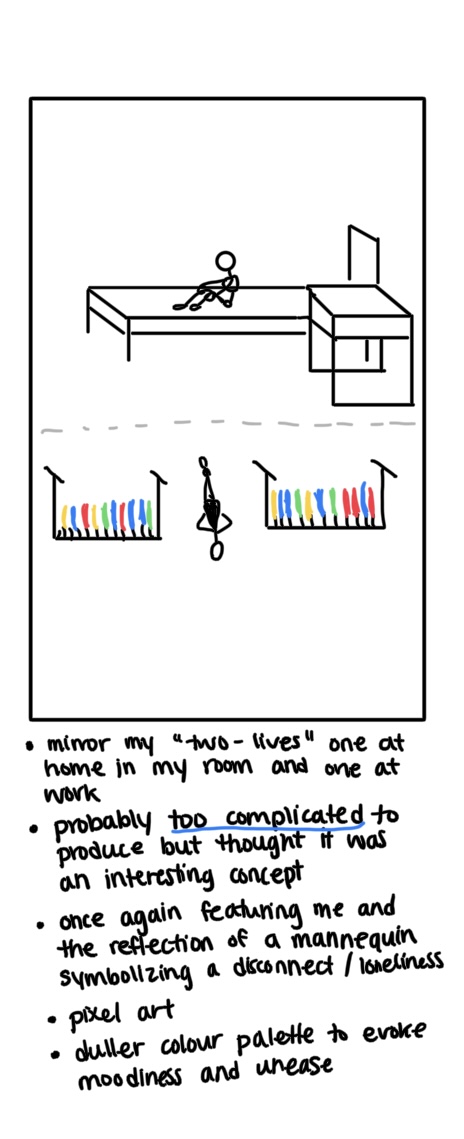 • mirror my "two-lives" one at
home in my room and one at
work
• probably too complicated to
produce but thought it was
an interesting concept
• once again featuring me and
the reflection of a mannequin
symbolizing a disconnect / loneliness
• pixel art
• duller colour palette to evoke
moodiness and unease